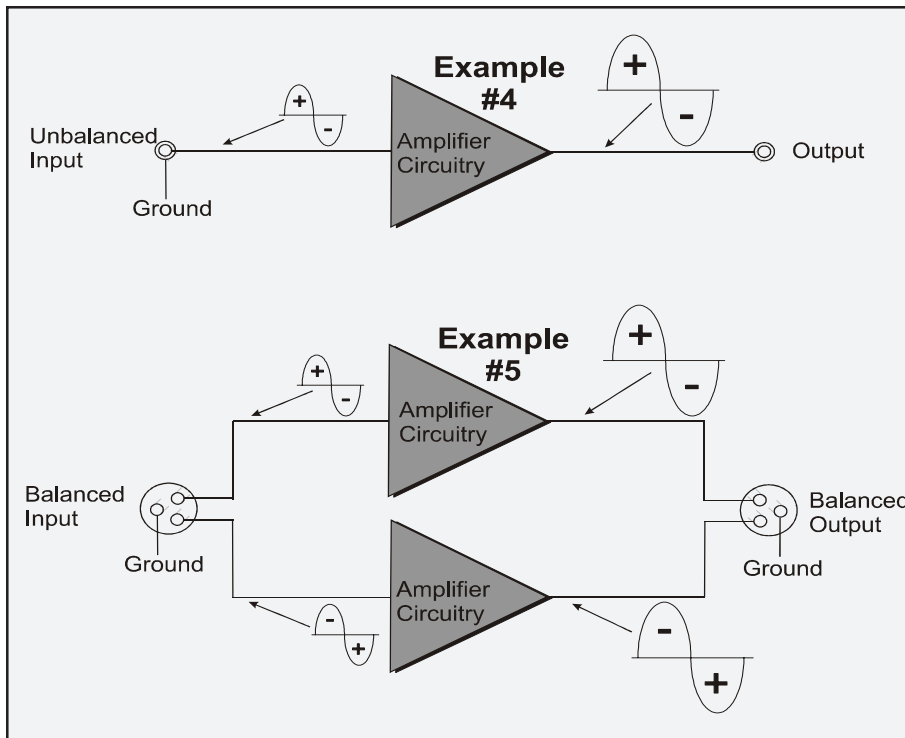 Example
#4
+
-
+
-
Unbalanced
Input
Amplifier
Circuitry
Output
Ground
Example
#5
+
-
+
-
Amplifier
Circuitry
Balanced
Input
Balanced
Output
Ground
Ground
Amplifier
Circuitry
-
+
-
+